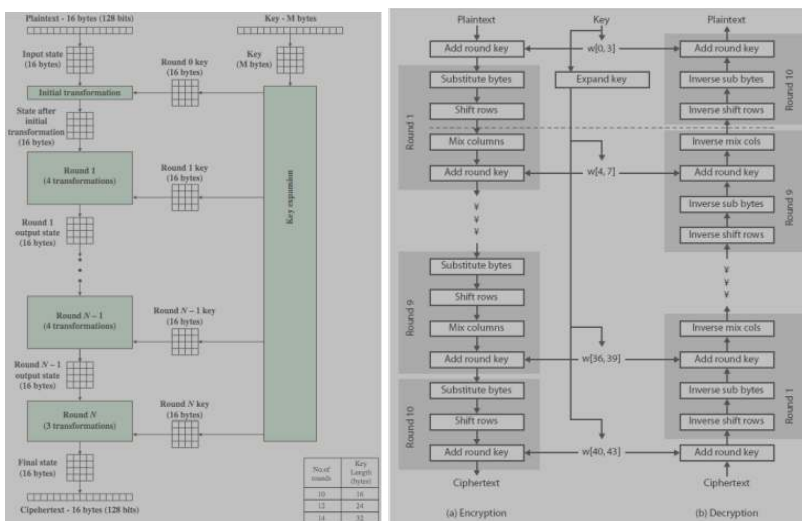 Plaintext - 16 bytes (128 bits)
Key - M bytes
Input state
(16 bytes)
Round 0 key
(16 bytes)
Key
(M bytes)
Initial transformation
State after
initial
transformation
(16 bytes)
Round 1
(4 transformations)
Round 1 key
(16 bytes)
Key expansion
Round 1
output state
(16 bytes)
Round N – 1
(4 transformations)
Round N – 1 key
(16 bytes)
Round N – 1
output state
(16 bytes)
Round N
(3 transformations)
Round N key
(16 bytes)
Final state
(16 bytes)
No of
rounds
Key
Length
(bytes)
10 16
12 24
14 32
Cipehertext - 16 bytes (128 bits)
Plaintext
Add round key
Round 1
Substitute bytes
Shift rows
Mix columns
Add round key
¥
¥
¥
Round 9
Substitute bytes
Shift rows
Mix columns
Add round key
Round 10
Substitute bytes
Shift rows
Add round key
Ciphertext
(a) Encryption
Key
w[0, 3]
Expand key
w[4, 7]
w[36, 39]
w[40, 43]
Plaintext
Add round key
Inverse sub bytes
Inverse shift rows
Round 10
Inverse mix cols
Add round key
Inverse sub bytes
Inverse shift rows
Round 9
¥
¥
¥
Inverse mix cols
Add round key
Inverse sub bytes
Inverse shift rows
Round 1
Add round key
Ciphertext
(b) Decryption